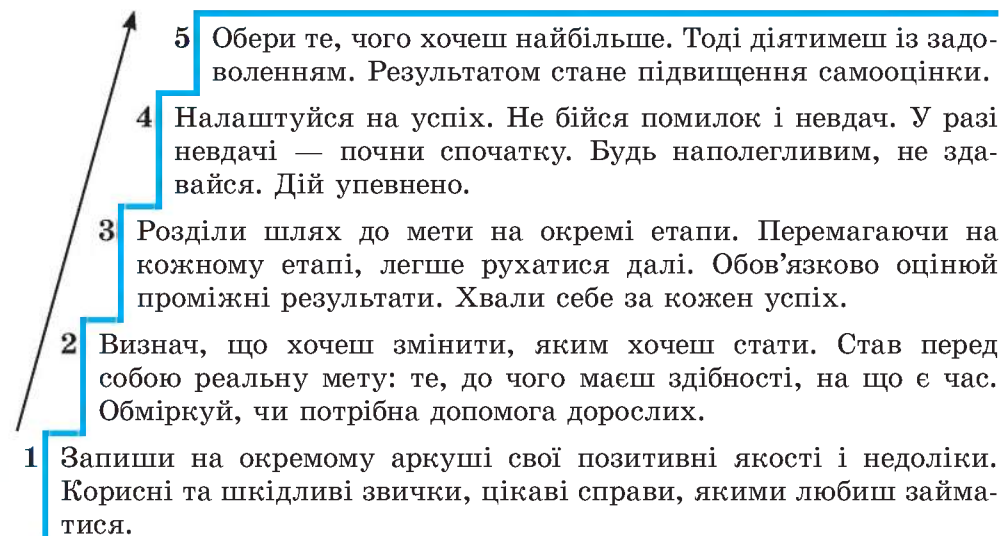 5 Обери те, чого хочеш найбільше. Тоді діятимеш із задо-
воленням. Результатом стане підвищення самооцінки.
4 Налаштуйся на успіх. Не бійся помилок і невдач. У разі
невдачі — почни спочатку. Будь наполегливим, не зда-
вайся. Дій упевнено.
3 Розділи шлях до мети на окремі етапи. Перемагаючи на
кожному етапі, легше рухатися далі. Обов’язково оцінюй
проміжні результати. Хвали себе за кожен успіх.
2 Визнач, що хочеш змінити, яким хочеш стати. Став перед
собою реальну мету: те, до чого маєш здібності, на що є час.
Обміркуй, чи потрібна допомога дорослих.
1 Запиши на окремому аркуші свої позитивні якості і недоліки.
Корисні та шкідливі звички, цікаві справи, якими любиш займа-
тися.